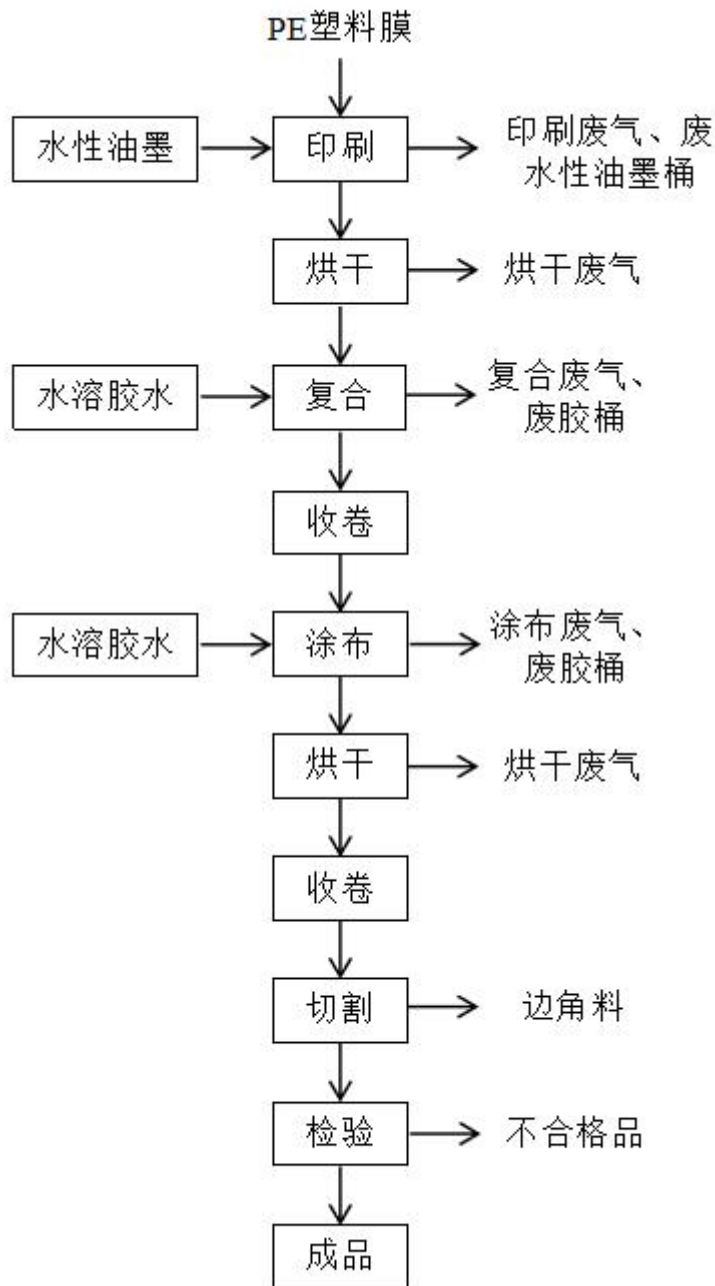 PE塑料膜
水性油墨
印刷
印刷废气、废
水性油墨桶
烘干
烘干废气
水溶胶水
复合
复合废气、
废胶桶
收卷
水溶胶水
涂布
涂布废气、
废胶桶
烘干
烘干废气
收卷
切割
边角料
检验
不合格品
成品